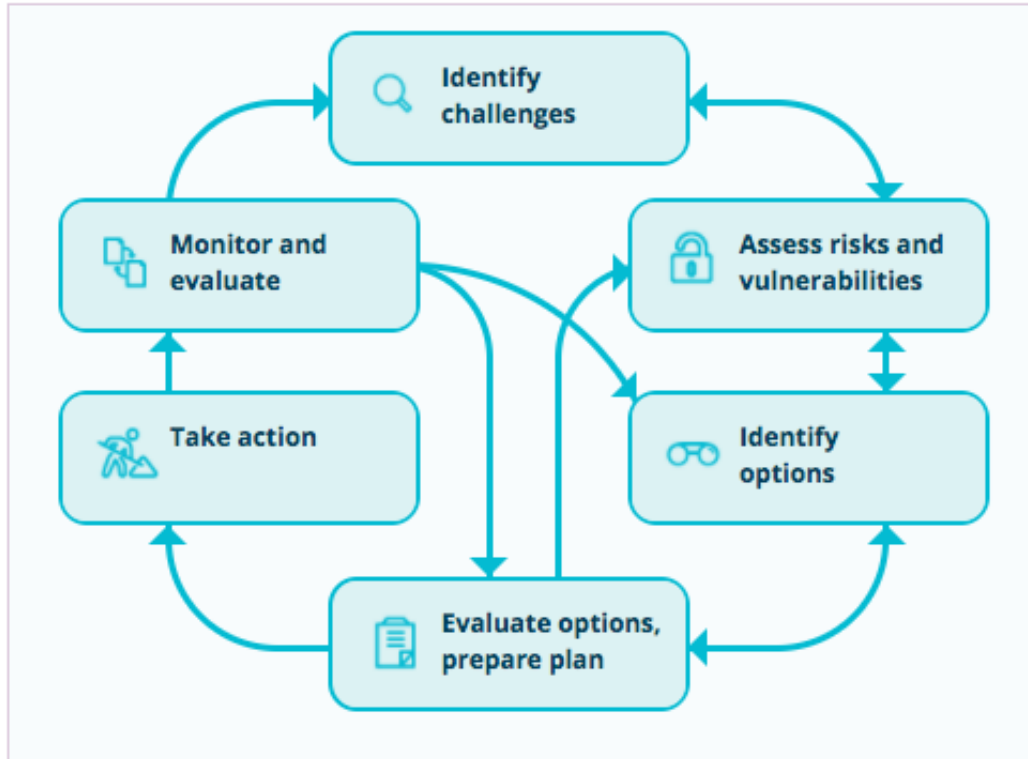 Identify
challenges
Monitor and
evaluate
Assess risks and
vulnerabilities
Take action
Identify
options
Evaluate options,
prepare plan